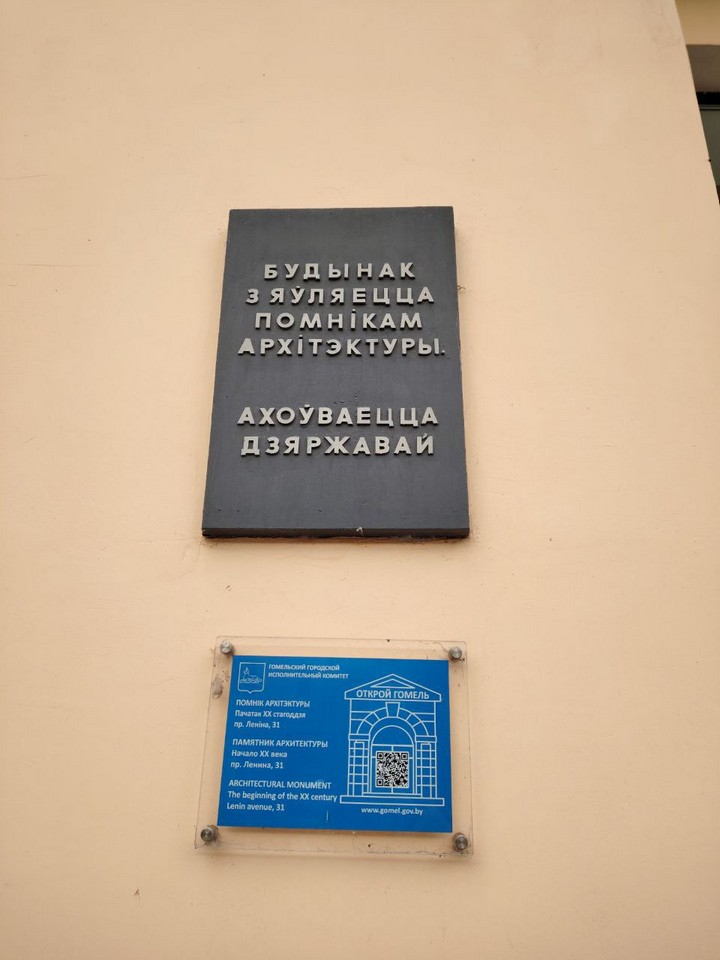 БУДЫНАК
З ЯЎЛЯЕЦЦА
ПОМНІКАМ
АРХІТЭКТУРЫ.
АХОЎВАЕЦЦА
ДЗЯРЖАВАЙ
ГОМЕЛЬСКИЙ ГОРОДСКОЙ
ИСПОЛНИТЕЛЬНЫЙ КОМИТЕТ
ПОМНІК АРХІТЭКТУРЫ
Пачатак XX стагоддзя
пр. Леніна, 31
ПАМЯТНИК АРХИТЕКТУРЫ
Начало XX века
пр. Ленина, 31
ARCHITECTURAL MONUMENT
The beginning of the XX century
Lenin avenue, 31
ОТКРОЙ ГОМЕЛЬ
www.gomel.gov.by